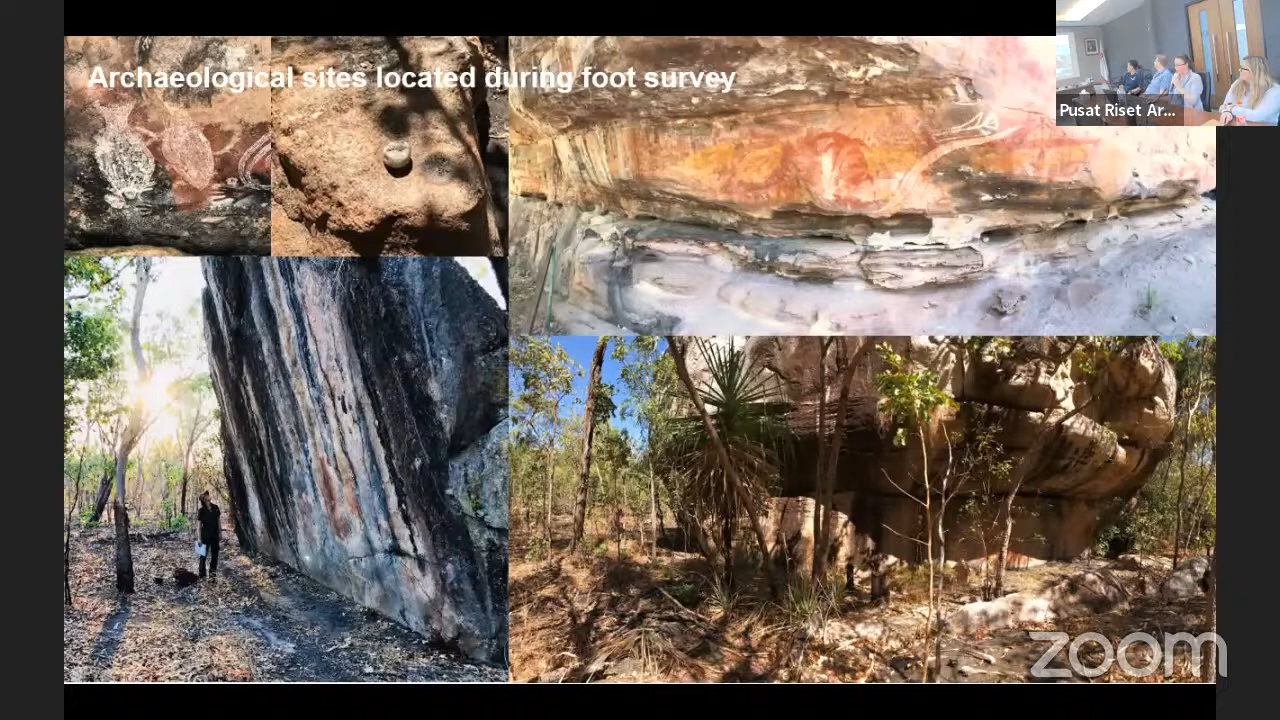 Archaeological sites located during foot survey
Pusat Riset Ar...
zoom